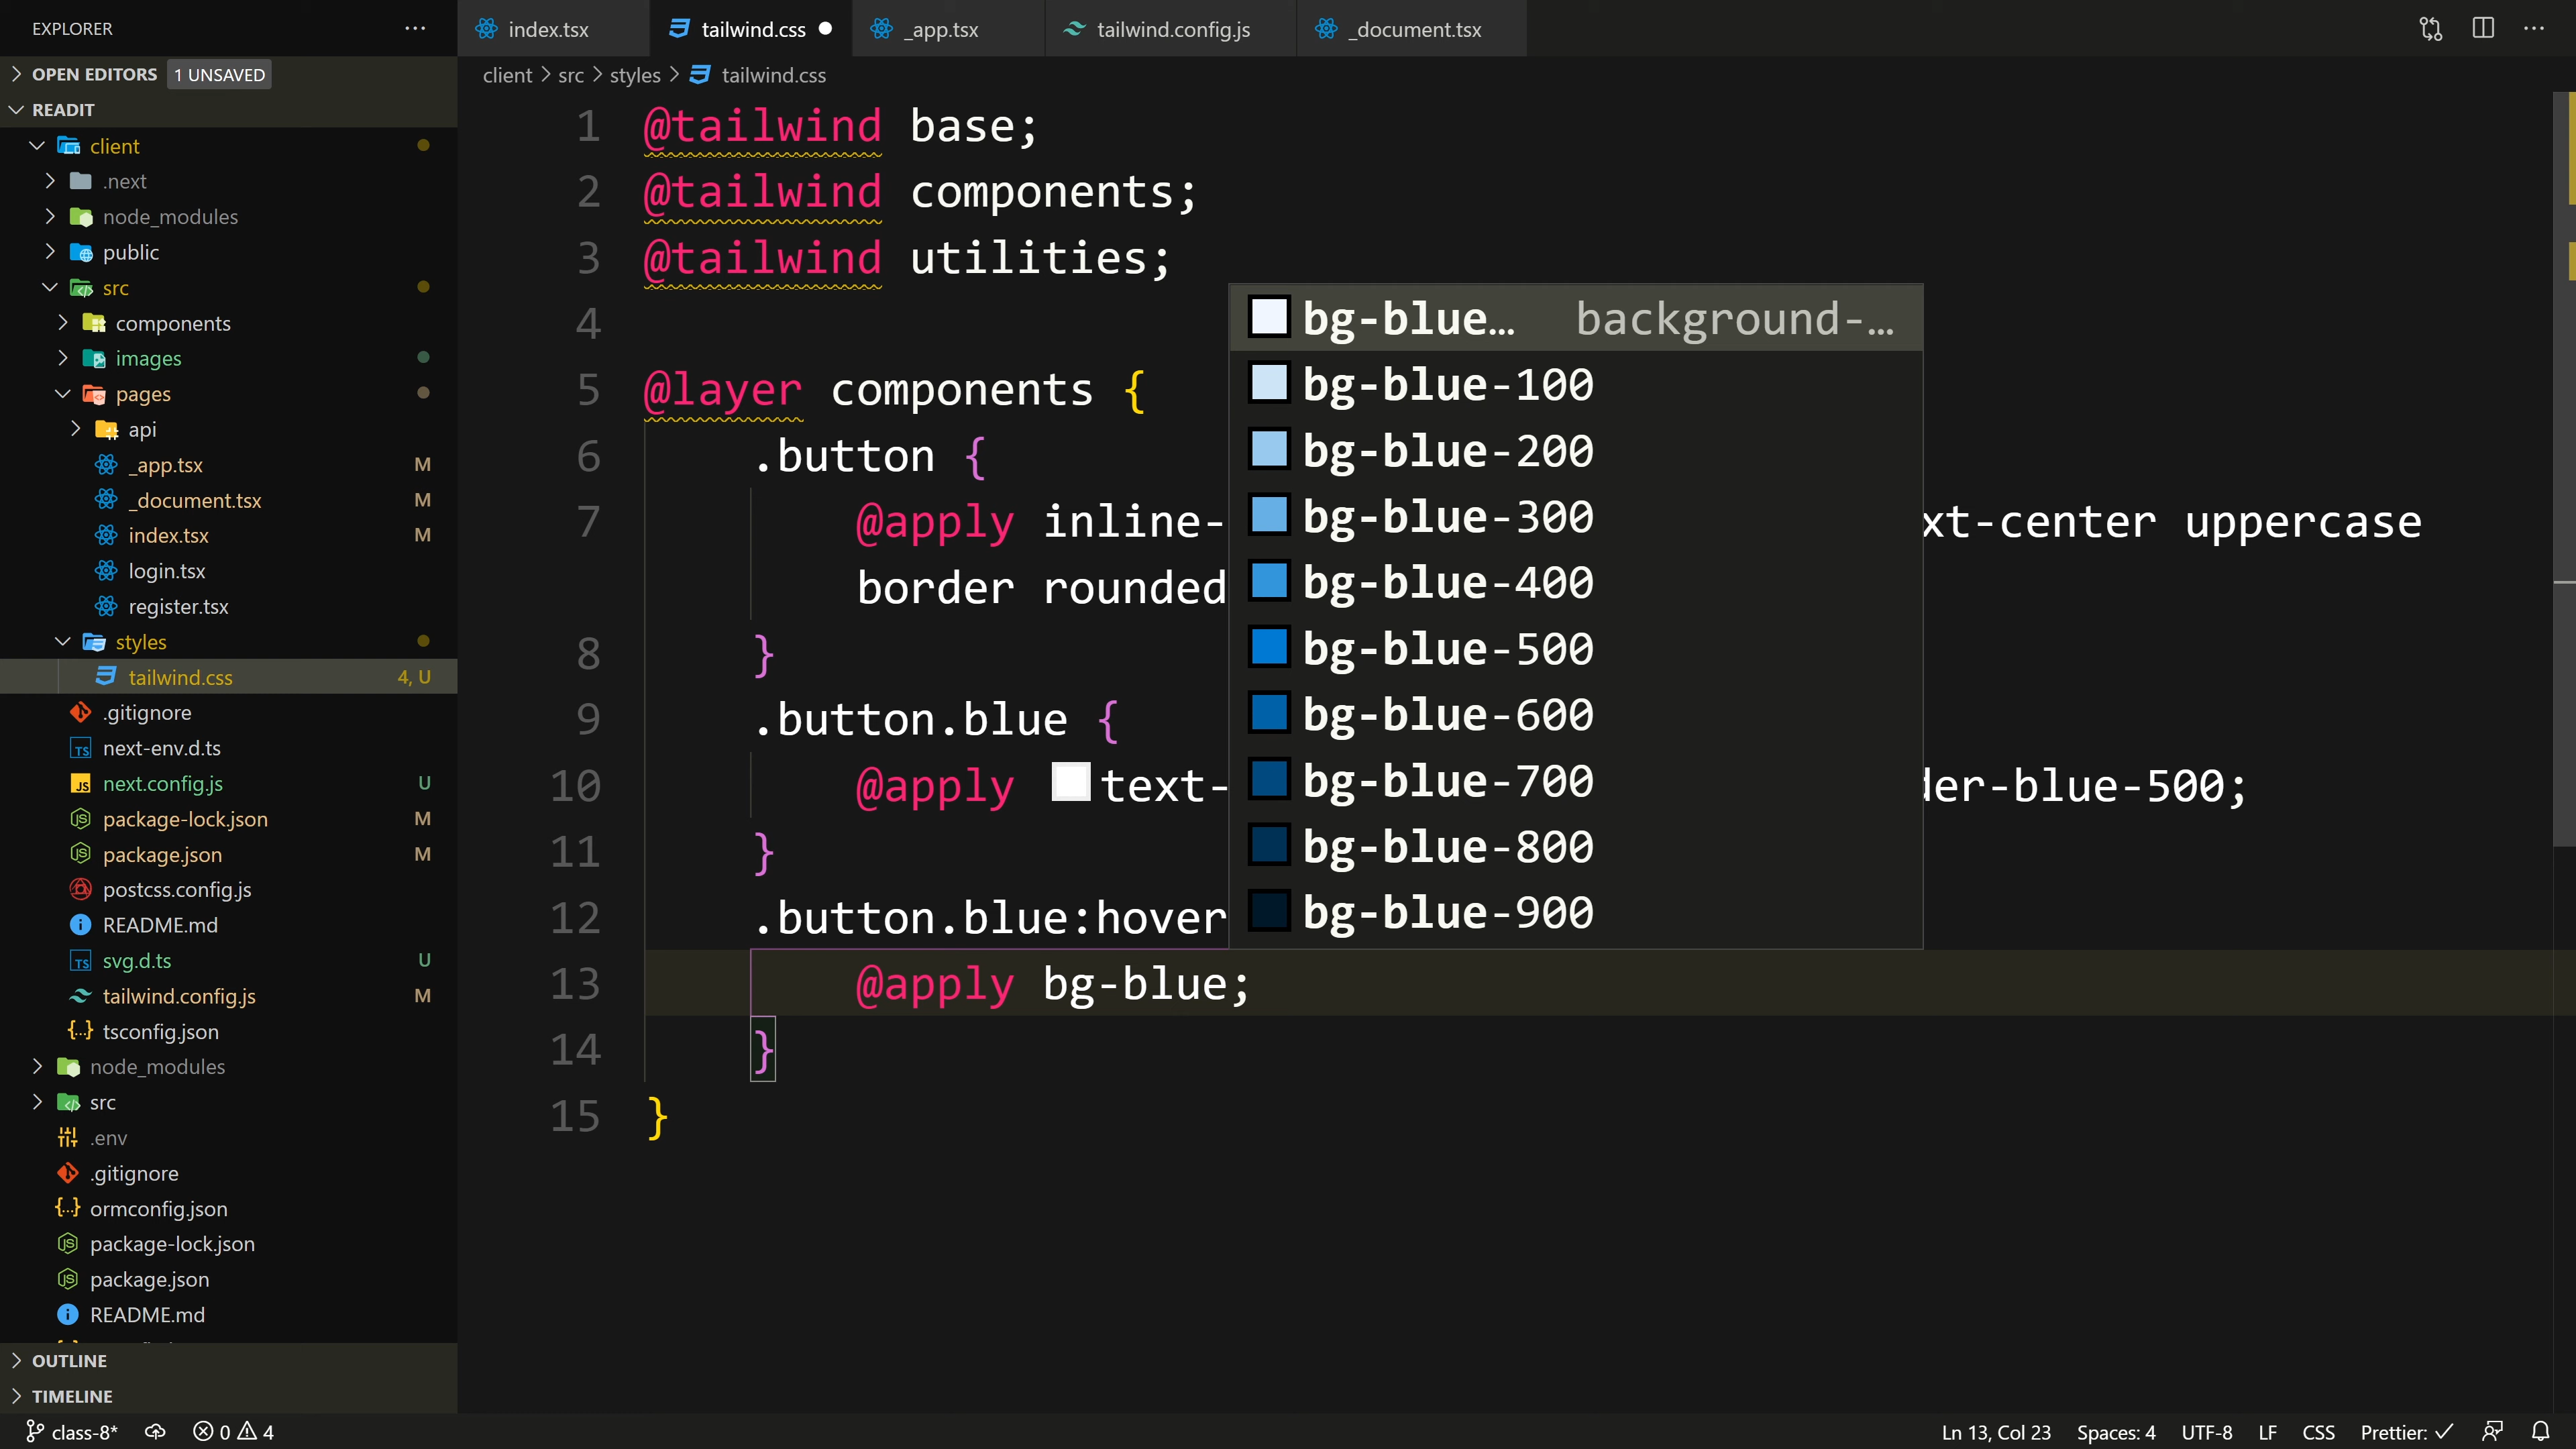 EXPLORER
OPEN EDITORS 1 UNSAVED
READIT
client
.next
node_modules
public
src
components
images
pages
api
_app.tsx M
_document.tsx M
index.tsx M
login.tsx
register.tsx
styles
tailwind.css 4, U
.gitignore
next-env.d.ts
next.config.js U
package-lock.json M
package.json M
postcss.config.js
README.md
svg.d.ts U
tailwind.config.js M
tsconfig.json
node_modules
src
.env
.gitignore
ormconfig.json
package-lock.json
package.json
README.md
OUTLINE
TIMELINE
index.tsx tailwind.css _app.tsx tailwind.config.js _document.tsx
client > src > styles > tailwind.css
1 @tailwind base;
2 @tailwind components;
3 @tailwind utilities;
4
5 @layer components {
6 .button {
7 @apply inline- xt-center uppercase
border rounded
8 }
9 .button.blue {
10 @apply text- der-blue-500;
11 }
12 .button.blue:hover
13 @apply bg-blue;
14 }
15 }
bg-blue… background-…
bg-blue-100
bg-blue-200
bg-blue-300
bg-blue-400
bg-blue-500
bg-blue-600
bg-blue-700
bg-blue-800
bg-blue-900
class-8* 0 4 Ln 13, Col 23 Spaces: 4 UTF-8 LF CSS Prettier: ✓